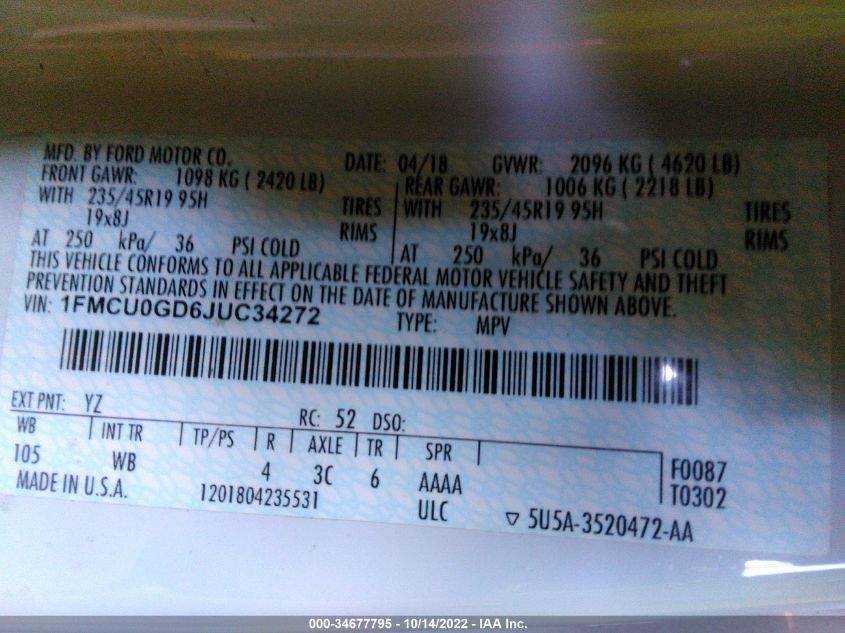 MFD. BY FORD MOTOR CO. DATE: 04/18 GVWR: 2096 KG ( 4620 LB)
FRONT GAWR: 1098 KG ( 2420 LB) REAR GAWR: 1006 KG ( 2218 LB)
WITH 235/45R19 95H TIRES WITH 235/45R19 95H TIRES
19x8J RIMS 19x8J RIMS
AT 250 kPa/ 36 PSI COLD AT 250 kPa/ 36 PSI COLD
THIS VEHICLE CONFORMS TO ALL APPLICABLE FEDERAL MOTOR VEHICLE SAFETY AND THEFT
PREVENTION STANDARDS IN EFFECT ON THE DATE OF MANUFACTURE SHOWN ABOVE.
VIN: 1FMCU0GD6JUC34272 TYPE: MPV
EXT PNT: YZ RC: 52 DSO:
WB INT TR TP/PS R AXLE TR SPR
105 WB 4 3C 6 AAAA F0087
MADE IN U.S.A. 1201804235531 ULC T0302
▽ 5U5A-3520472-AA
000-34677795 - 10/14/2022 - IAA Inc.